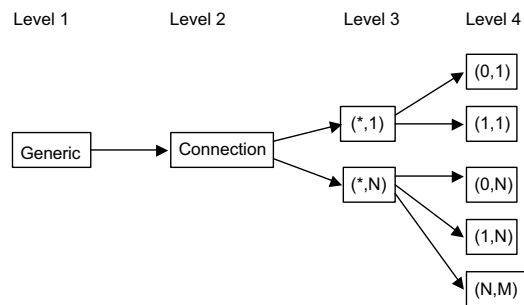 Level 1 Level 2 Level 3 Level 4
(0,1)
(*,1) (1,1)
Generic Connection
(*,N) (0,N)
(1,N)
(N,M)